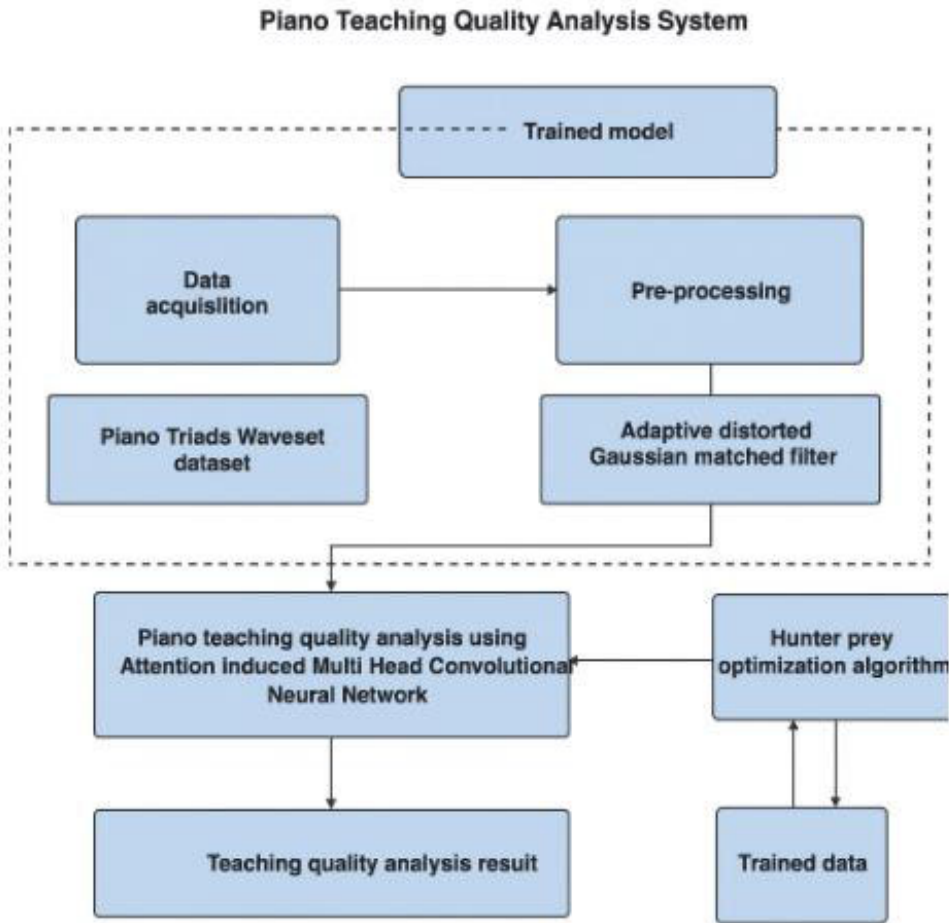 Piano Teaching Quality Analysis System
Trained model
Data
acquislition
Pre-processing
Piano Triads Waveset
dataset
Adaptive distorted
Gaussian matched filter
Piano teaching quality analysis using
Attention induced Multi Head Convolutional
Neural Network
Hunter prey
optimization algorithm
Teaching quality analysis resuit
Trained data